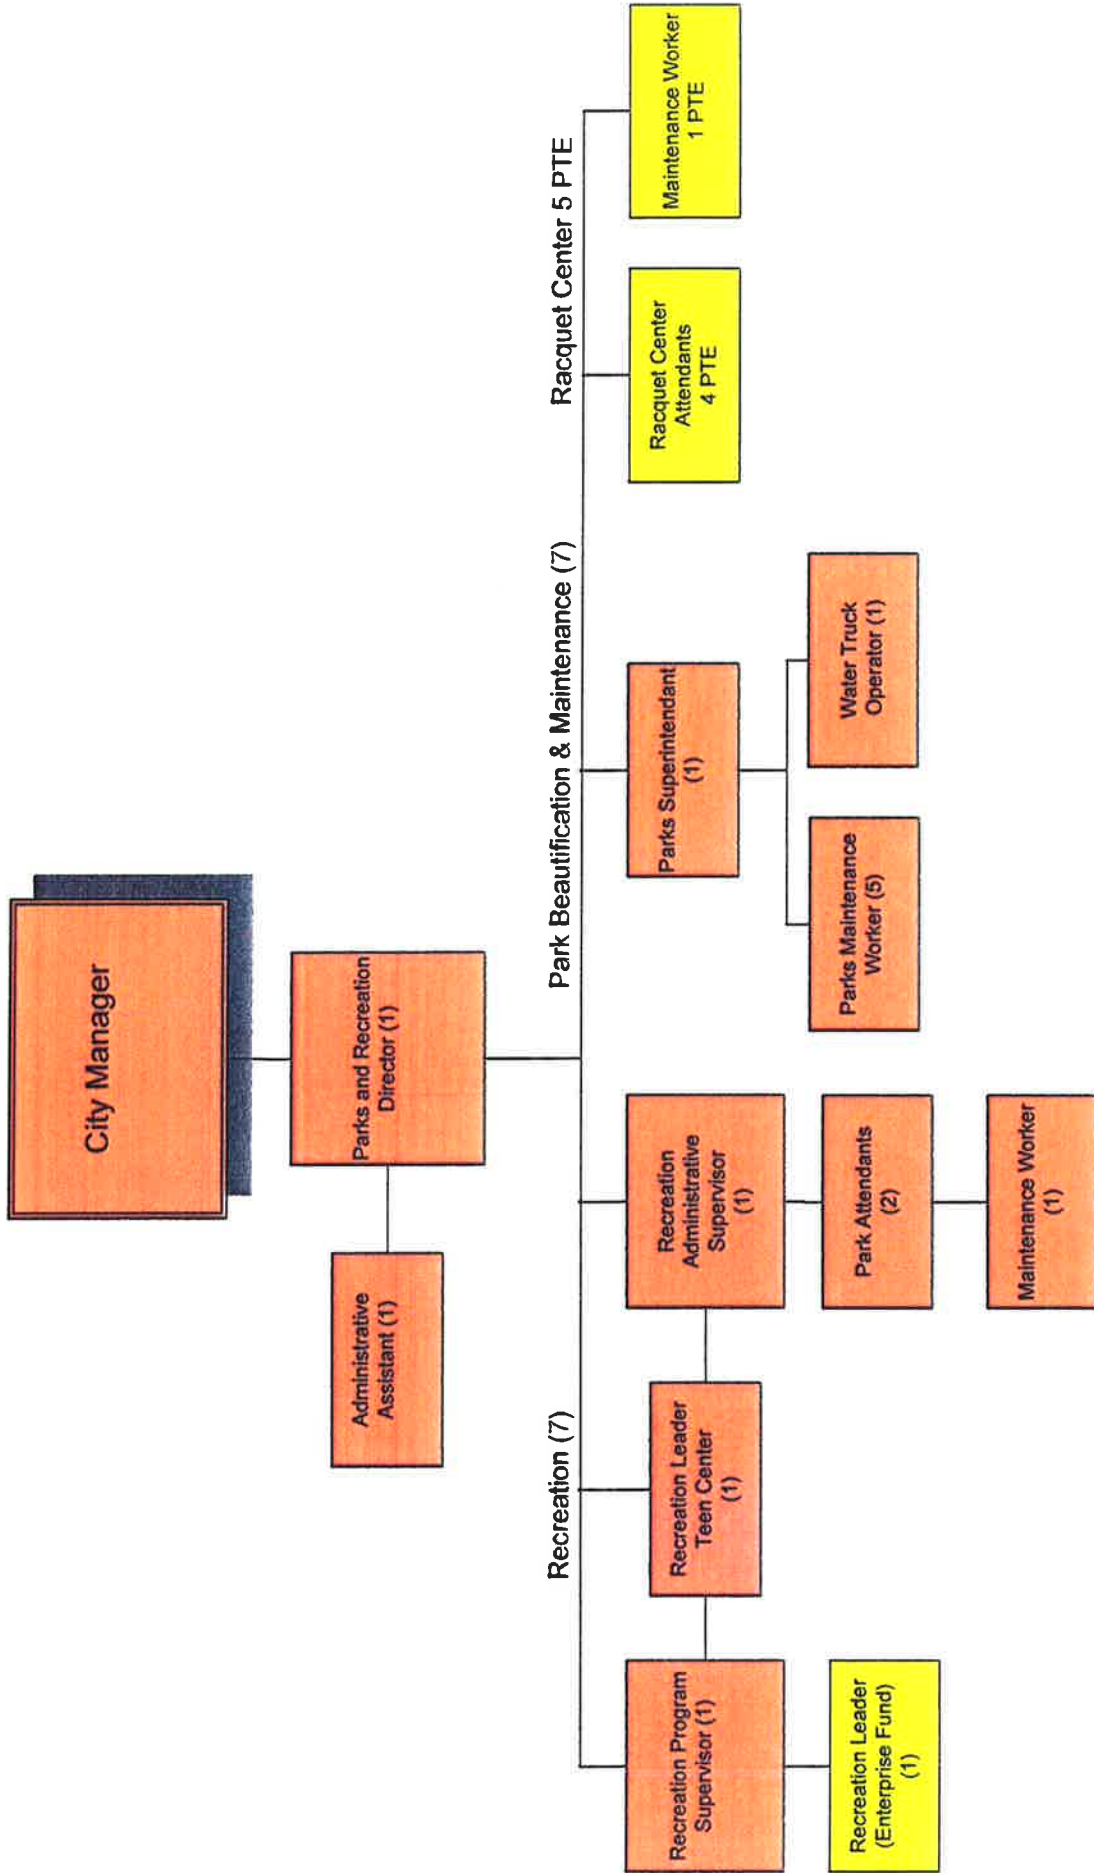 City Manager
Parks and Recreation
Director (1)
Administrative
Assistant (1)
Recreation (7)
Park Beautification & Maintenance (7)
Racquet Center 5 PTE
Recreation Program
Supervisor (1)
Recreation Leader
(Enterprise Fund)
(1)
Recreation Leader
Teen Center
(1)
Recreation
Administrative
Supervisor
(1)
Park Attendants
(2)
Maintenance Worker
(1)
Parks Superintendant
(1)
Parks Maintenance
Worker (5)
Water Truck
Operator (1)
Racquet Center
Attendants
4 PTE
Maintenance Worker
1 PTE